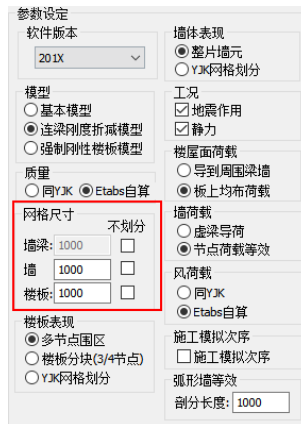 参数设定
软件版本
201X
模型
基本模型
连梁刚度折减模型
强制刚性楼板模型
质量
同YJK Etabs自算
网格尺寸
不划分
墙梁: 1000
墙 1000
楼板: 1000
楼板表现
多节点围区
楼板分块(3/4节点)
YJK网格划分
墙体表现
整片墙元
YJK网格划分
工况
地震作用
静力
楼屋面荷载
导到周围梁墙
板上均布荷载
墙荷载
虚梁导荷
节点荷载等效
风荷载
同YJK
Etabs自算
施工模拟次序
施工模拟次序
弧形墙等效
剖分长度: 1000